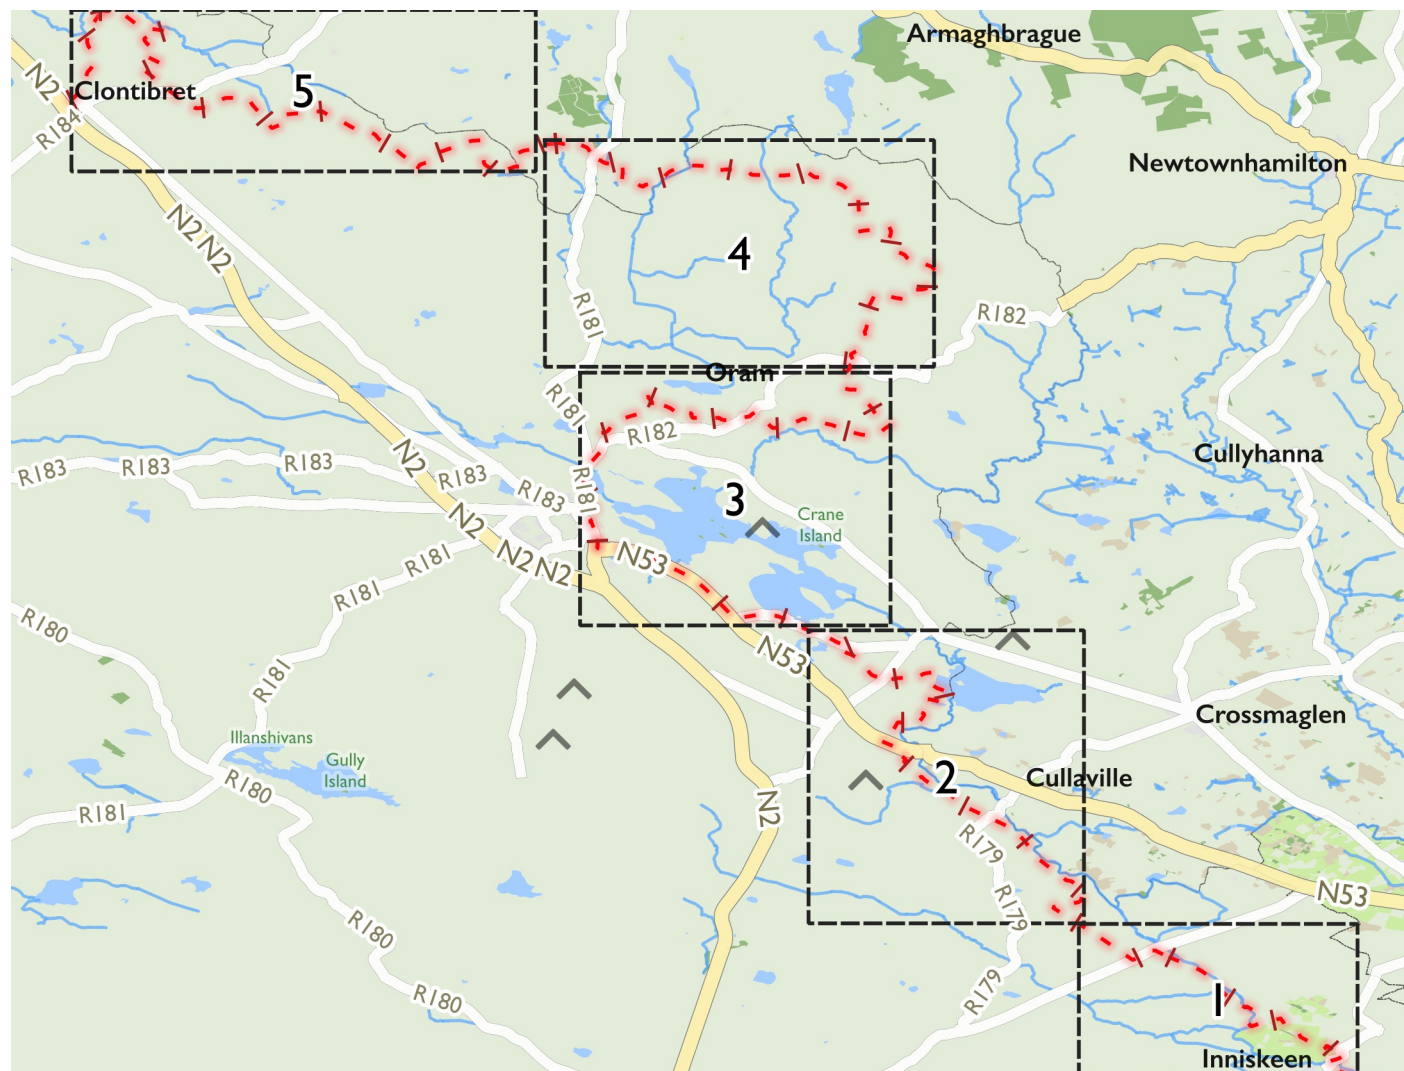 Armaghbrague
N2
Clontibret
5
R184
Newtownhamilton
N2
N2
4
R181
R182
Oram
R181
R182
N2
Cullyhanna
R183
R183
R183
R183
R181
R183
3
Crane
Island
N2
N2
N2
N53
R181
R181
R180
N53
R181
Crossmaglen
Illanshivans
Gully
Island
2
Cullaville
R180
N2
R181
R179
R179
N53
R180
R179
R180
1
Inniskeen